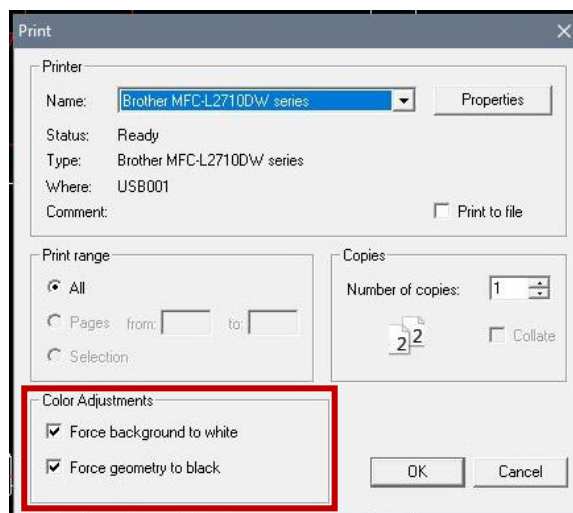 Print
Printer
Name: Brother MFC-L2710DW series Properties
Status: Ready
Type: Brother MFC-L2710DW series
Where: USB001
Comment: Print to file
Print range
All
Pages from: to:
Selection
Copies
Number of copies: 1
2 2
Collate
Color Adjustments
Force background to white
Force geometry to black
OK Cancel